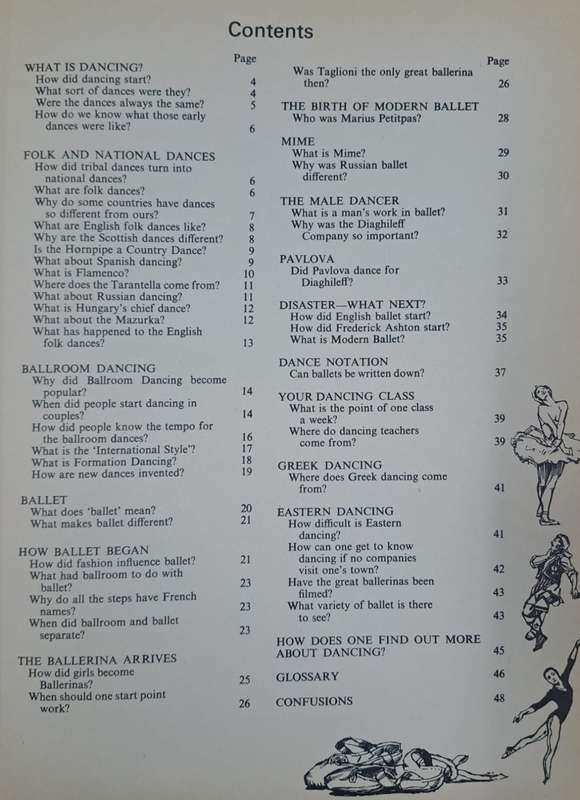 Contents
Page
WHAT IS DANCING?
How did dancing start? 4
What sort of dances were they? 4
Were the dances always the same? 5
How do we know what those early
dances were like? 6
FOLK AND NATIONAL DANCES
How did tribal dances turn into
national dances? 6
What are folk dances? 6
Why do some countries have dances
so different from ours? 7
What are English folk dances like? 8
Why are the Scottish dances different? 8
Is the Hornpipe a Country Dance? 9
What about Spanish dancing? 9
What is Flamenco? 10
Where does the Tarantella come from? 11
What about Russian dancing? 11
What is Hungary's chief dance? 12
What about the Mazurka? 12
What has happened to the English
folk dances? 13
BALLROOM DANCING
Why did Ballroom Dancing become
popular? 14
When did people start dancing in
couples? 14
How did people know the tempo for
the ballroom dances? 16
What is the 'International Style'? 17
What is Formation Dancing? 18
How are new dances invented? 19
BALLET
What does 'ballet' mean? 20
What makes ballet different? 21
HOW BALLET BEGAN
How did fashion influence ballet? 21
What had ballroom to do with
ballet? 23
Why do all the steps have French
names? 23
When did ballroom and ballet
separate? 23
THE BALLERINA ARRIVES
How did girls become
Ballerinas? 25
When should one start point
work? 26
Page
Was Taglioni the only great ballerina
then? 26
THE BIRTH OF MODERN BALLET
Who was Marius Petitpas? 28
MIME
What is Mime? 29
Why was Russian ballet
different? 30
THE MALE DANCER
What is a man's work in ballet? 31
Why was the Diaghileff
Company so important? 32
PAVLOVA
Did Pavlova dance for
Diaghileff? 33
DISASTER—WHAT NEXT?
How did English ballet start? 34
How did Frederick Ashton start? 35
What is Modern Ballet? 35
DANCE NOTATION
Can ballets be written down? 37
YOUR DANCING CLASS
What is the point of one class
a week? 39
Where do dancing teachers
come from? 39
GREEK DANCING
Where does Greek dancing come
from? 41
EASTERN DANCING
How difficult is Eastern
dancing? 41
How can one get to know
dancing if no companies
visit one's town? 42
Have the great ballerinas been
filmed? 43
What variety of ballet is there
to see? 43
HOW DOES ONE FIND OUT MORE
ABOUT DANCING? 45
GLOSSARY 46
CONFUSIONS 48